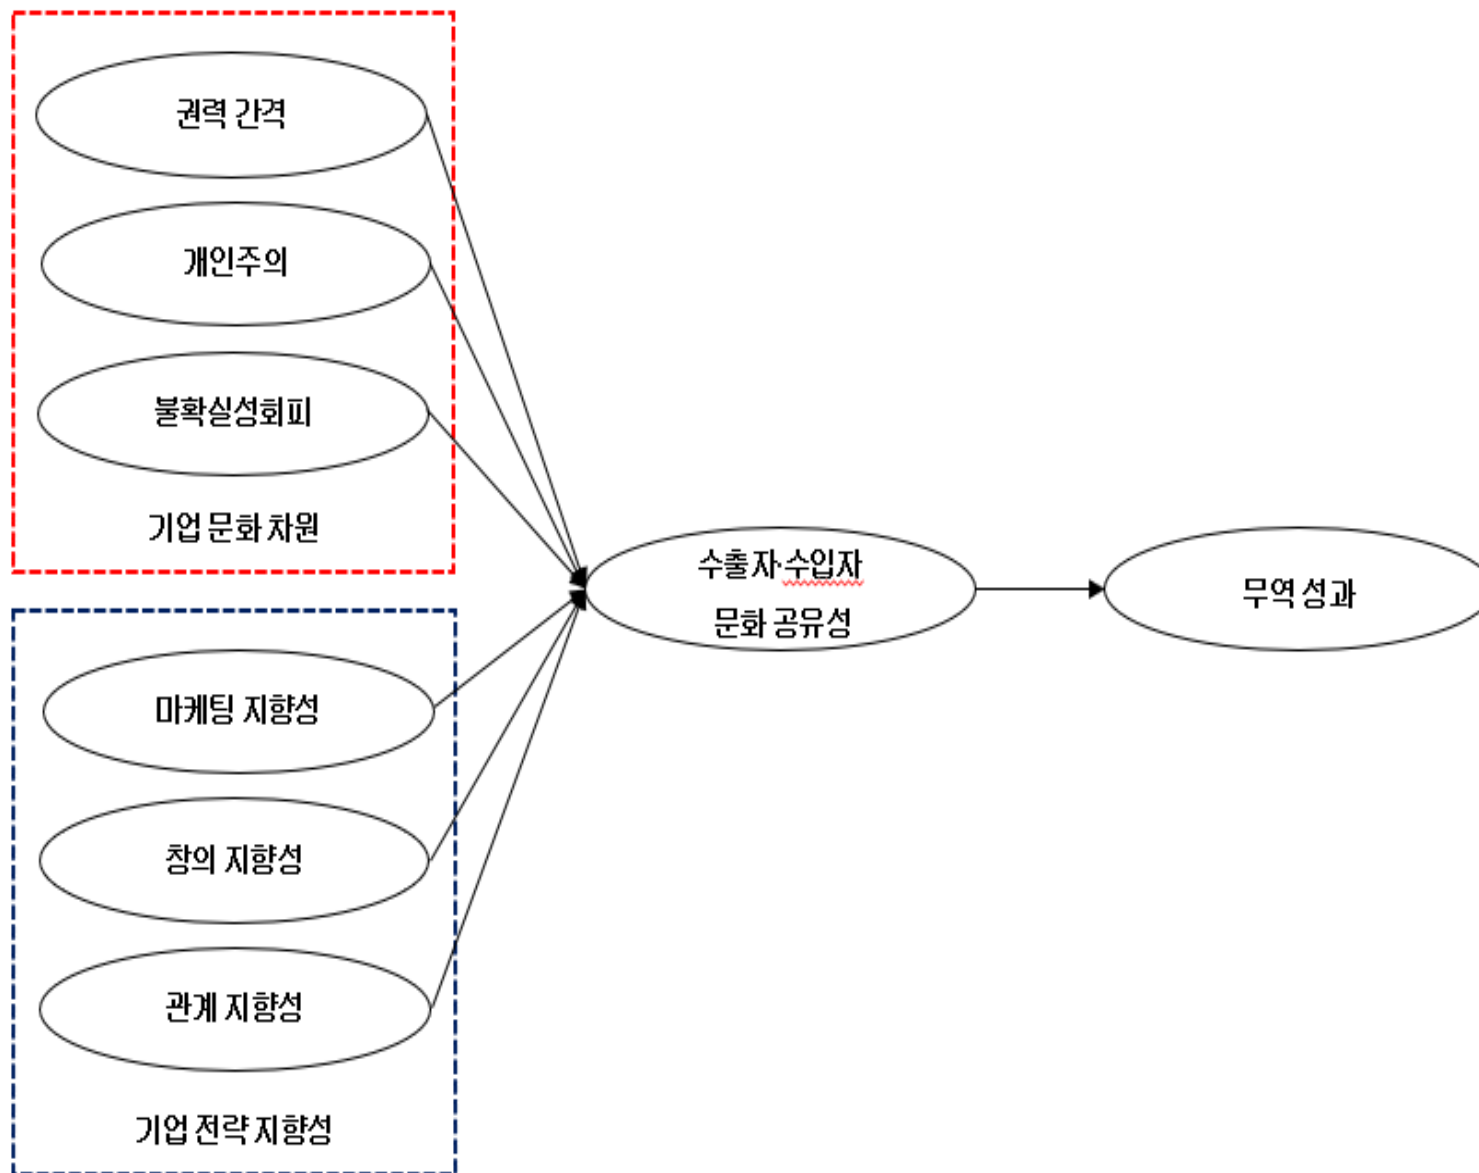 권력 간격
개인주의
불확실성회피
기업 문화 차원
수출자·수입자
문화 공유성
무역 성과
마케팅 지향성
창의 지향성
관계 지향성
기업 전략 지향성